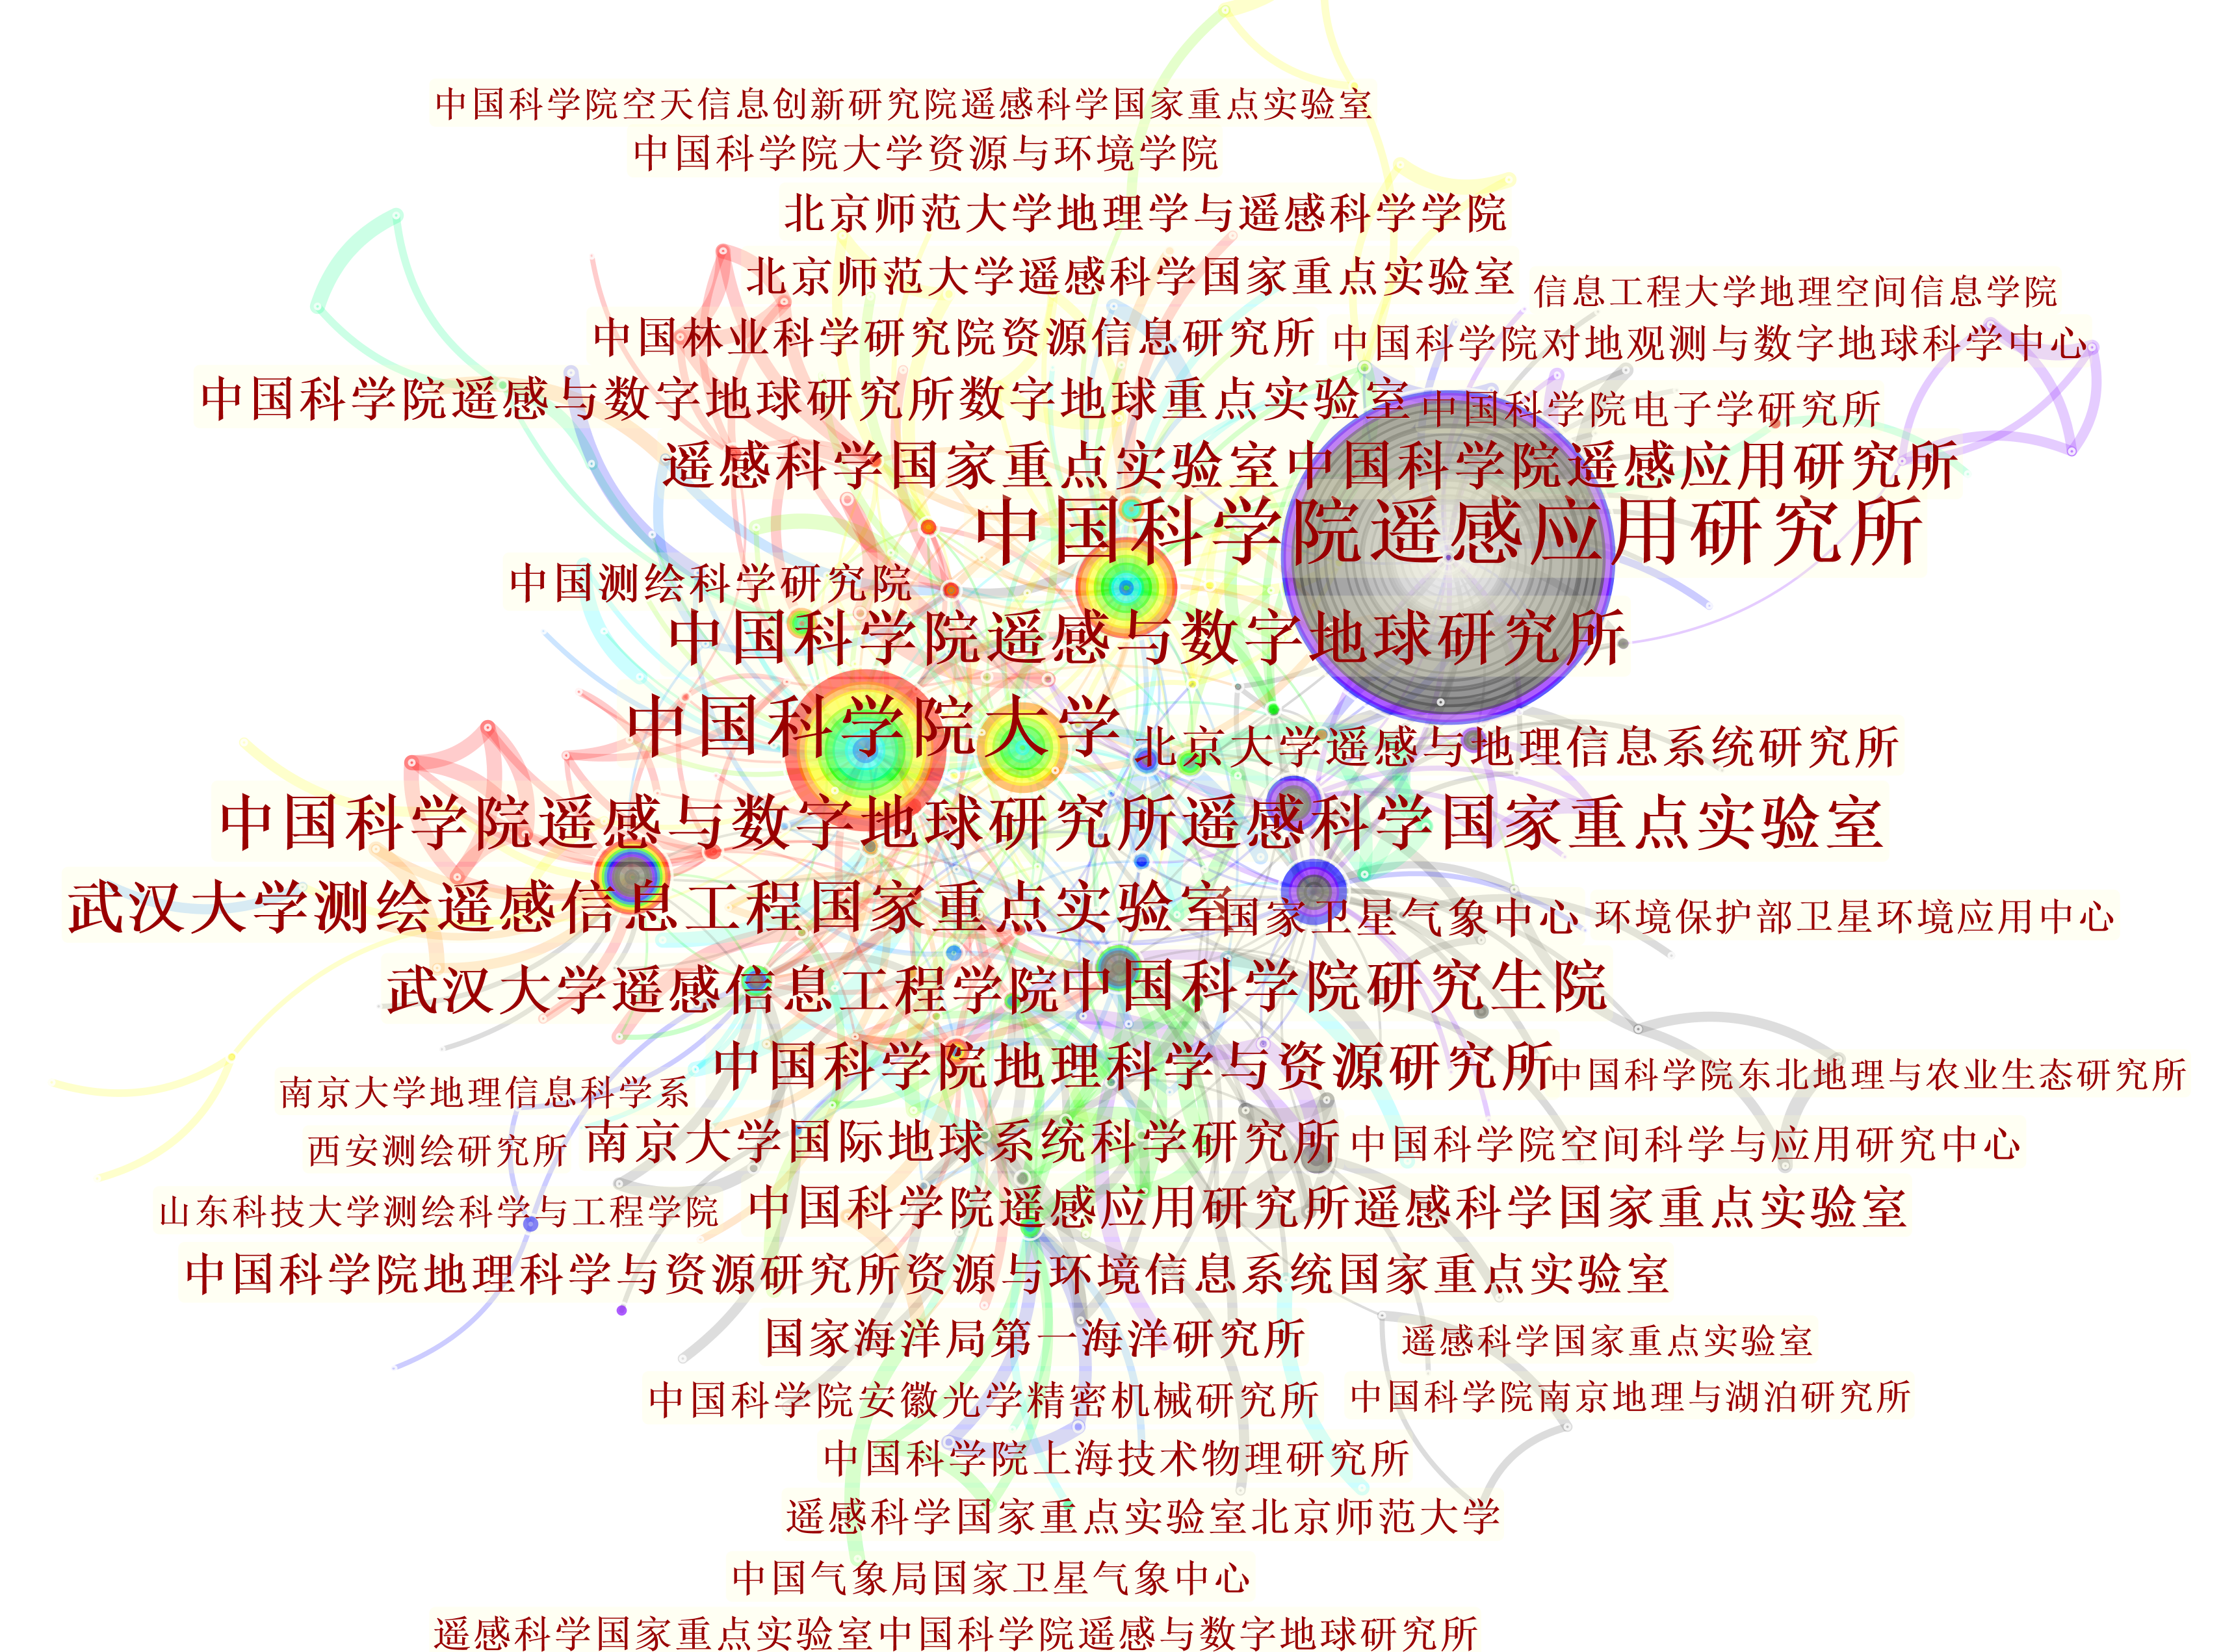 中国科学院空天信息创新研究院遥感科学国家重点实验室
中国科学院大学资源与环境学院
北京师范大学地理学与遥感科学学院
北京师范大学遥感科学国家重点实验室
信息工程大学地理空间信息学院
中国林业科学研究院资源信息研究所
中国科学院对地观测与数字地球科学中心
中国科学院遥感与数字地球研究所数字地球重点实验室
中国科学院电子学研究所
遥感科学国家重点实验室中国科学院遥感应用研究所
中国科学院遥感应用研究所
中国测绘科学研究院
中国科学院遥感与数字地球研究所
中国科学院大学
北京大学遥感与地理信息系统研究所
中国科学院遥感与数字地球研究所遥感科学国家重点实验室
武汉大学测绘遥感信息工程国家重点实验室
国家卫星气象中心
环境保护部卫星环境应用中心
武汉大学遥感信息工程学院
中国科学院研究生院
中国科学院地理科学与资源研究所
中国科学院东北地理与农业生态研究所
南京大学地理信息科学系
南京大学国际地球系统科学研究所
中国科学院空间科学与应用研究中心
西安测绘研究所
山东科技大学测绘科学与工程学院
中国科学院遥感应用研究所遥感科学国家重点实验室
中国科学院地理科学与资源研究所资源与环境信息系统国家重点实验室
国家海洋局第一海洋研究所
遥感科学国家重点实验室
中国科学院安徽光学精密机械研究所
中国科学院南京地理与湖泊研究所
中国科学院上海技术物理研究所
遥感科学国家重点实验室北京师范大学
中国气象局国家卫星气象中心
遥感科学国家重点实验室中国科学院遥感与数字地球研究所